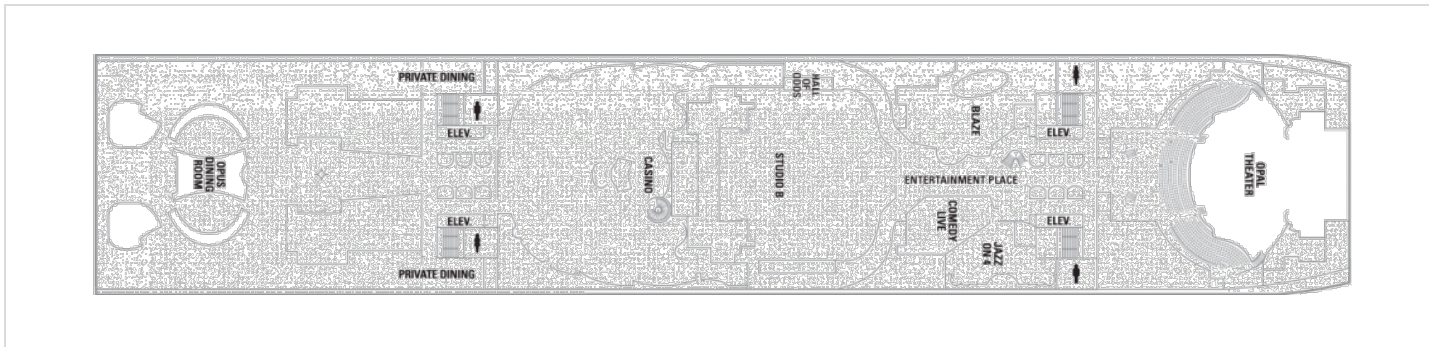 PRIVATE DINING
ELEV.
OPUS
DINING
ROOM
ELEV.
PRIVATE DINING
CASINO
STUDIO B
HALL
OF
ODDS
BLAZE
ELEV.
ENTERTAINMENT PLACE
COMEDY
LIVE
JAZZ
ON 4
ELEV.
OPAL
THEATER